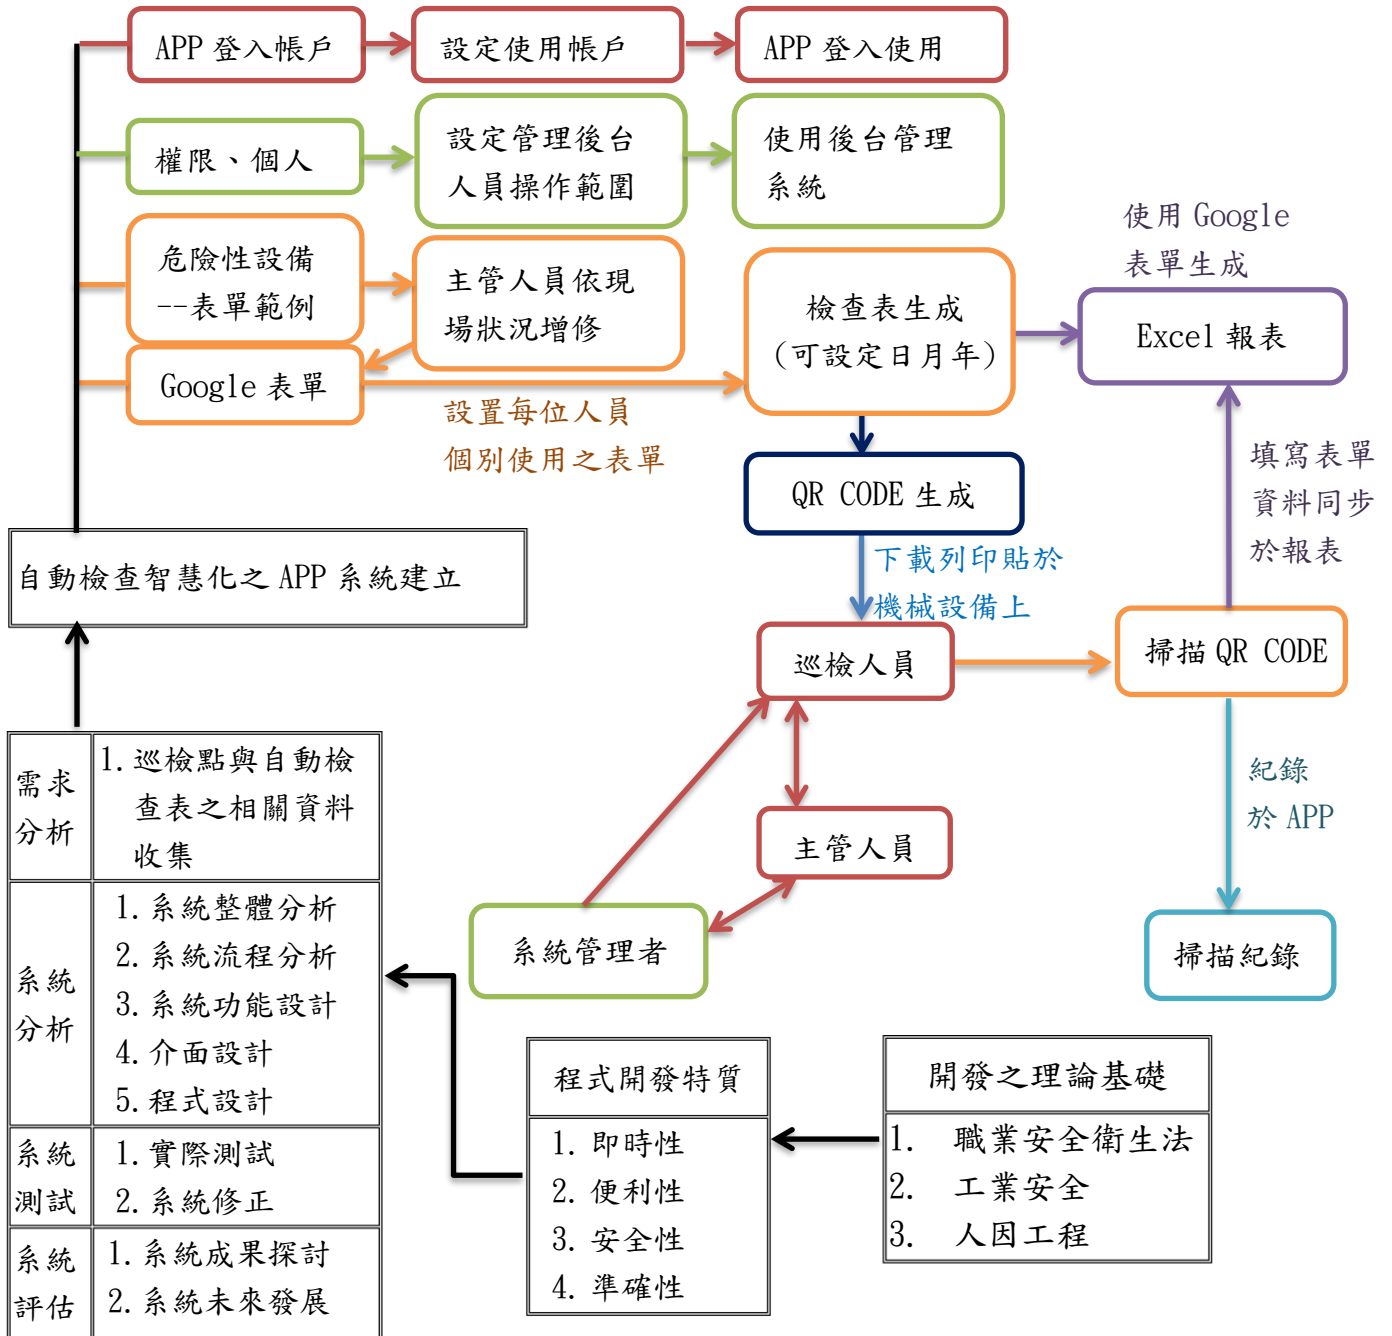 APP 登入帳戶
設定使用帳戶
APP 登入使用
權限、個人
設定管理後台
人員操作範圍
使用後台管理
系統
危險性設備
--表單範例
主管人員依現
場狀況增修
Google 表單
設置每位人員
個別使用之表單
檢查表生成
(可設定日月年)
使用 Google
表單生成
Excel 報表
QR CODE 生成
填寫表單
資料同步
於報表
下載列印貼於
機械設備上
自動檢查智慧化之 APP 系統建立
巡檢人員
掃描 QR CODE
主管人員
系統管理者
紀錄
於 APP
掃描紀錄
需求
分析
1. 巡檢點與自動檢
查表之相關資料
收集
系統
分析
1. 系統整體分析
2. 系統流程分析
3. 系統功能設計
4. 介面設計
5. 程式設計
系統
測試
1. 實際測試
2. 系統修正
系統
評估
1. 系統成果探討
2. 系統未來發展
程式開發特質
1. 即時性
2. 便利性
3. 安全性
4. 準確性
開發之理論基礎
1. 職業安全衛生法
2. 工業安全
3. 人因工程